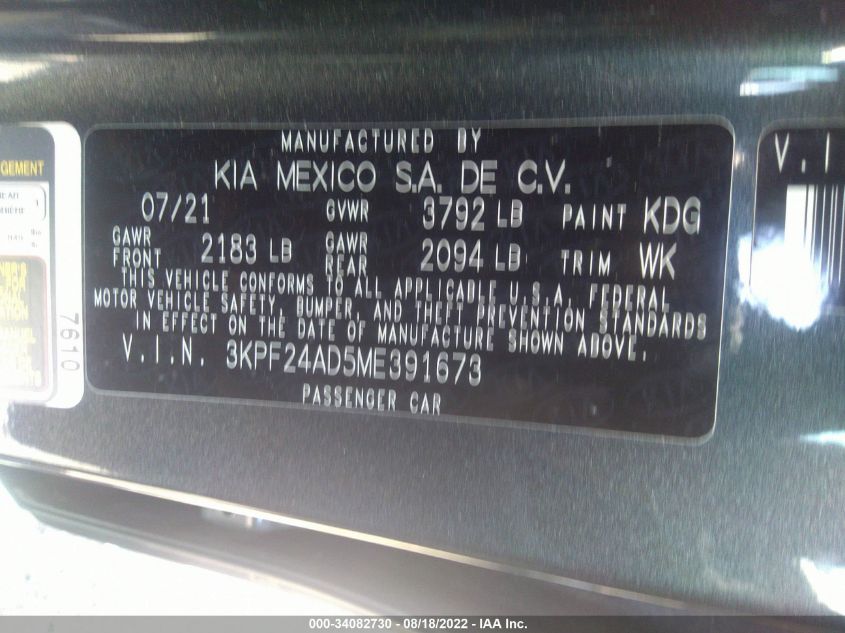 MANUFACTURED BY
KIA MEXICO S.A. DE C.V.
07/21 GVWR 3792 LB PAINT KDG
GAWR FRONT 2183 LB GAWR REAR 2094 LB TRIM WK
THIS VEHICLE CONFORMS TO ALL APPLICABLE U.S.A. FEDERAL
MOTOR VEHICLE SAFETY, BUMPER, AND THEFT PREVENTION STANDARDS
IN EFFECT ON THE DATE OF MANUFACTURE SHOWN ABOVE.
V.I.N. 3KPF24AD5ME391673
PASSENGER CAR
GEMENT
7610
V.I
000-34082730 - 08/18/2022 - IAA Inc.